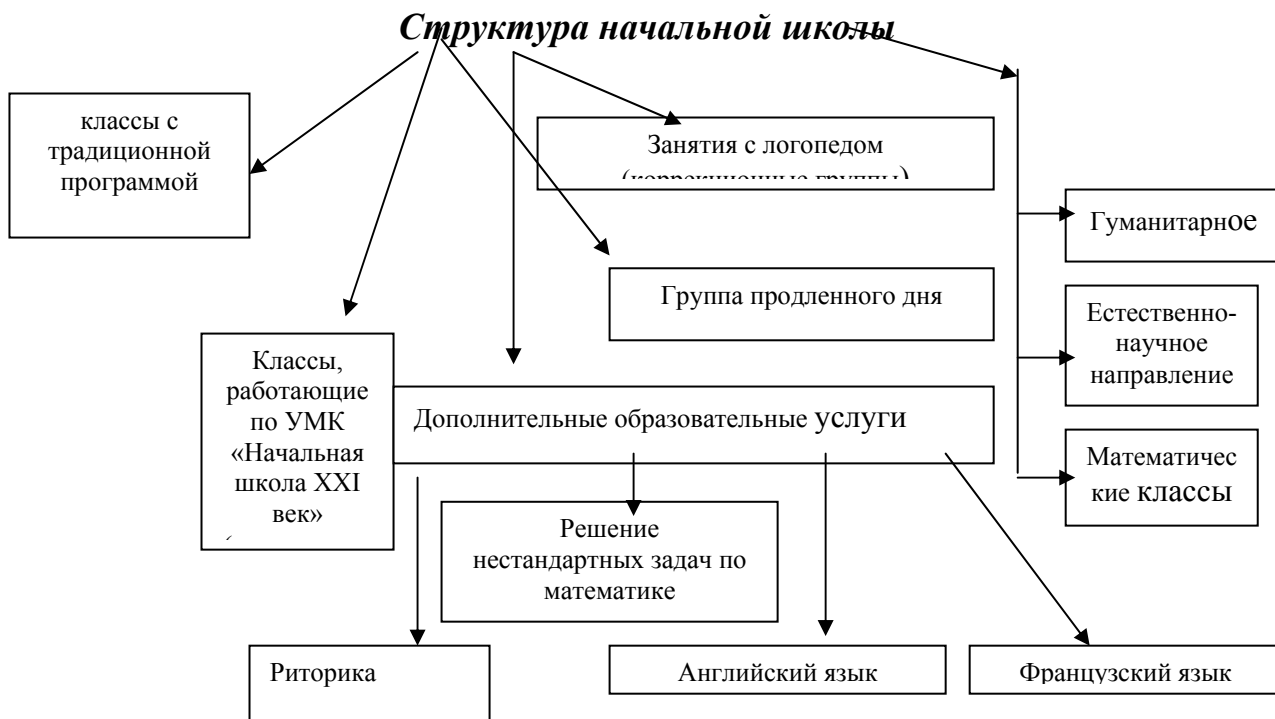 Структура начальной школы
классы с
традиционной
программой
Занятия с логопедом
(коррекционные группы)
Гуманитарное
Группа продленного дня
Естественно-
научное
направление
Классы,
работающие
по УМК
«Начальная
школа XXI
век»
Дополнительные образовательные услуги
Математичес
кие классы
Решение
нестандартных задач по
математике
Риторика
Английский язык
Французский язык